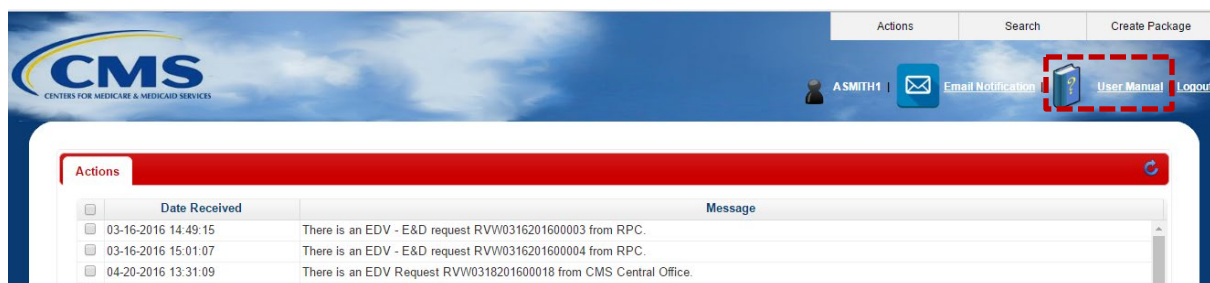 Actions Search Create Package
CMS
CENTERS FOR MEDICARE & MEDICAID SERVICES
ASMITH1 | Email Notification | ? User Manual Logout
Actions
Date Received Message
03-16-2016 14:49:15 There is an EDV - E&D request RVW0316201600003 from RPC.
03-16-2016 15:01:07 There is an EDV - E&D request RVW0316201600004 from RPC.
04-20-2016 13:31:09 There is an EDV Request RVW0318201600018 from CMS Central Office.